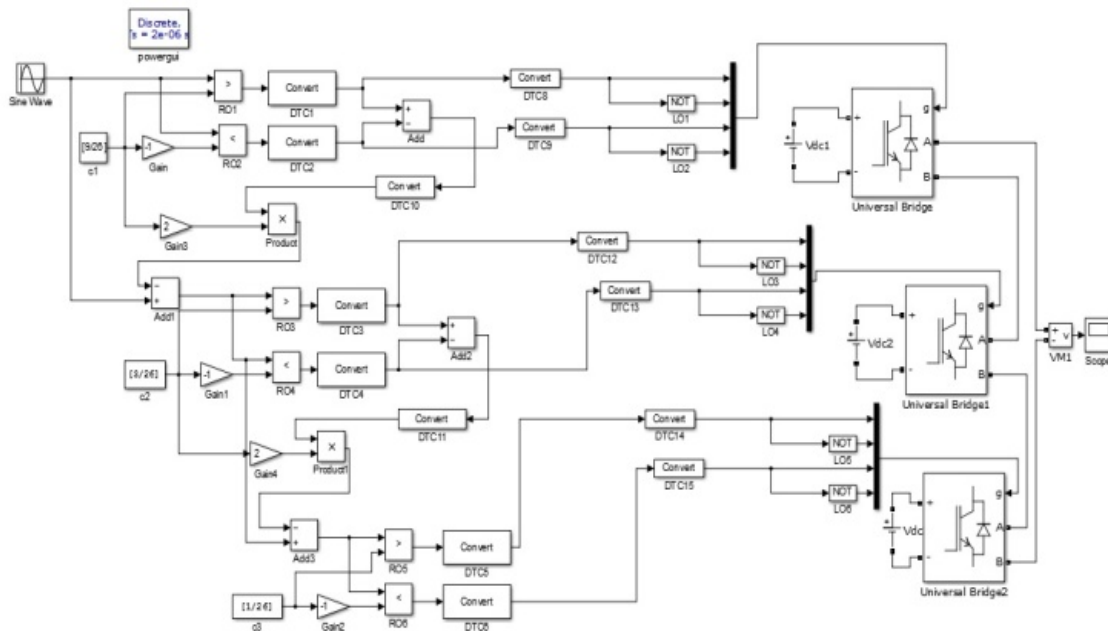 Discrete,
s = 2e-06 s
powergui
Sine Wave
>
RO1
Convert
DTC1
Convert
DTC8
NOT
LO1
+
-
Add
<
RO2
Convert
DTC2
Convert
DTC9
NOT
LO2
[9/26]
c1
-1
Gain
Convert
DTC10
2
Gain3
×
Product
g
A
B
+
-
Vdc1
Universal Bridge
-
+
Add1
>
RO3
Convert
DTC3
Convert
DTC12
NOT
LO3
+
-
Add2
<
RO4
Convert
DTC4
Convert
DTC13
NOT
LO4
[3/26]
c2
-1
Gain1
Convert
DTC11
2
Gain4
×
Product1
g
A
B
+
-
Vdc2
Universal Bridge1
+
-
v
VM1
Scope
-
+
Add3
>
RO5
Convert
DTC5
Convert
DTC14
NOT
LO5
<
RO6
Convert
DTC6
Convert
DTC15
NOT
LO6
[1/26]
c3
-1
Gain2
g
A
B
+
-
Vdc
Universal Bridge2